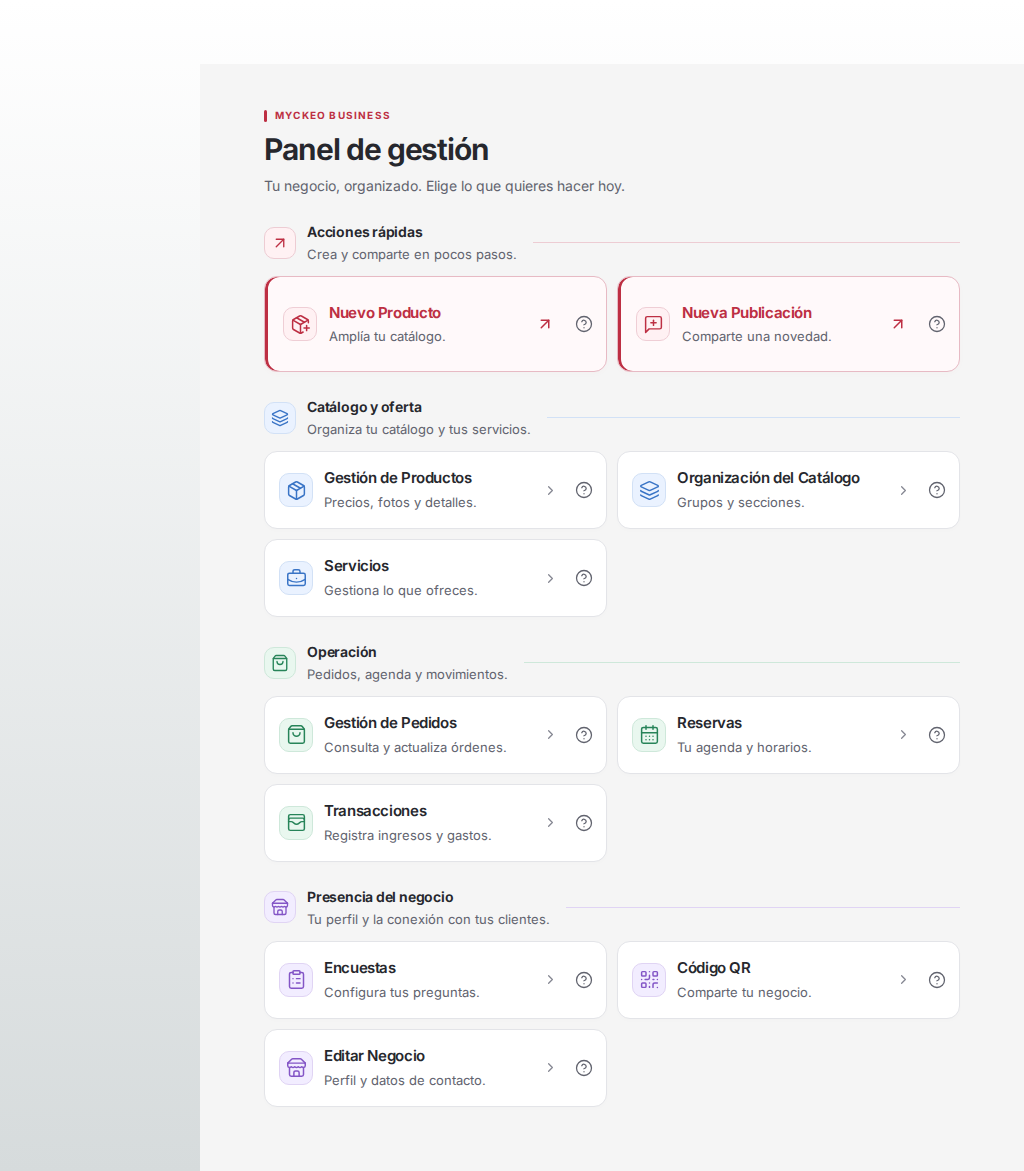 MYCKEO BUSINESS
Panel de gestión
Tu negocio, organizado. Elige lo que quieres hacer hoy.
Acciones rápidas
Crea y comparte en pocos pasos.
Nuevo Producto
Amplía tu catálogo.
Nueva Publicación
Comparte una novedad.
Catálogo y oferta
Organiza tu catálogo y tus servicios.
Gestión de Productos
Precios, fotos y detalles.
Organización del Catálogo
Grupos y secciones.
Servicios
Gestiona lo que ofreces.
Operación
Pedidos, agenda y movimientos.
Gestión de Pedidos
Consulta y actualiza órdenes.
Reservas
Tu agenda y horarios.
Transacciones
Registra ingresos y gastos.
Presencia del negocio
Tu perfil y la conexión con tus clientes.
Encuestas
Configura tus preguntas.
Código QR
Comparte tu negocio.
Editar Negocio
Perfil y datos de contacto.